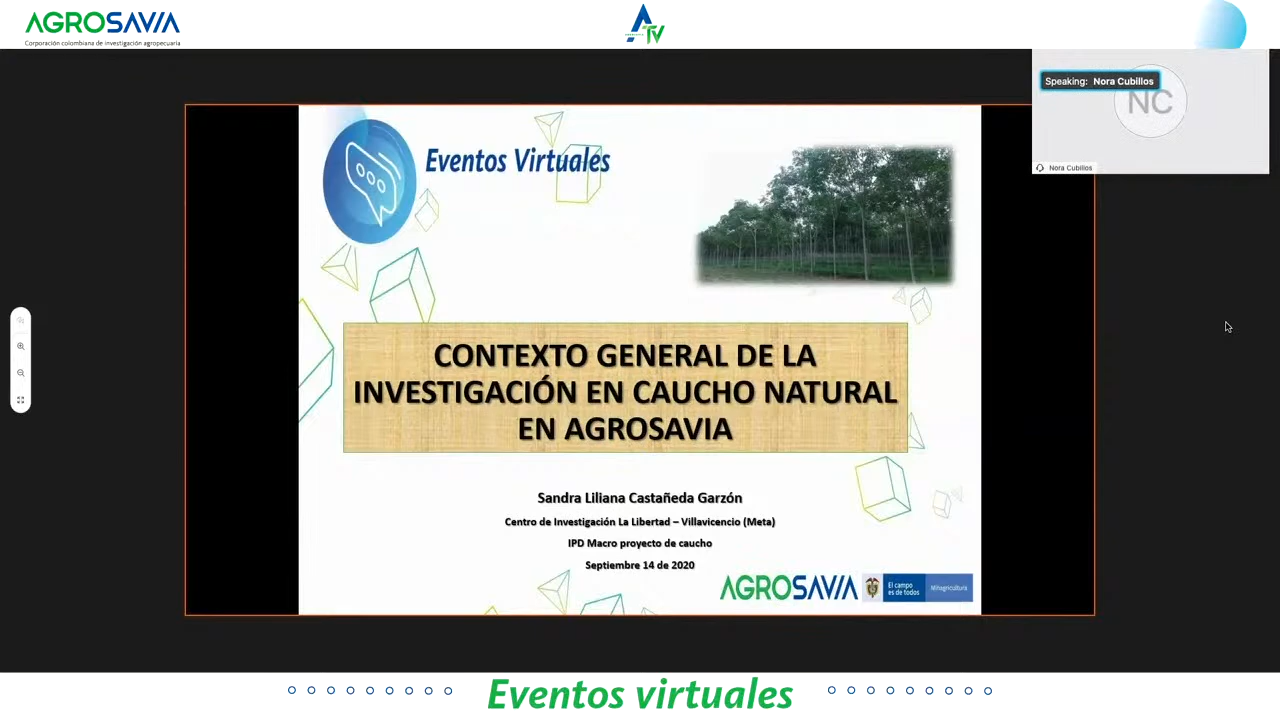 AGROSAVIA
Corporación colombiana de investigación agropecuaria
TV
Speaking: Nora Cubillos
NC
Nora Cubillos
Eventos Virtuales
CONTEXTO GENERAL DE LA
INVESTIGACIÓN EN CAUCHO NATURAL
EN AGROSAVIA
Sandra Liliana Castañeda Garzón
Centro de Investigación La Libertad – Villavicencio (Meta)
IPD Macro proyecto de caucho
Septiembre 14 de 2020
AGROSAVIA
El campo
es de todos
Minagricultura
Eventos virtuales